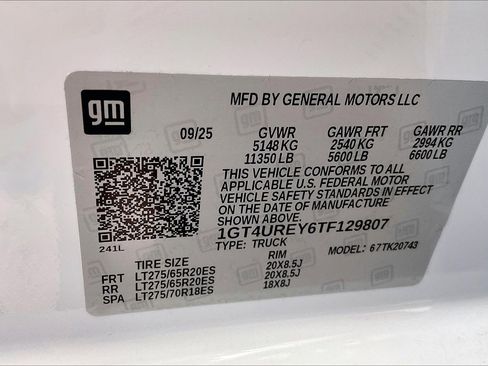 gm
MFD BY GENERAL MOTORS LLC
09/25 GVWR GAWR FRT GAWR RR
5148 KG 2540 KG 2994 KG
11350 LB 5600 LB 6600 LB
THIS VEHICLE CONFORMS TO ALL
APPLICABLE U.S. FEDERAL MOTOR
VEHICLE SAFETY STANDARDS IN EFFECT
ON THE DATE OF MANUFACTURE
SHOWN ABOVE.
1GT4UREY6TF129807
TYPE: TRUCK MODEL: 67TK20743
241L
TIRE SIZE RIM
FRT LT275/65R20ES 20X8.5J
RR LT275/65R20ES 20X8.5J
SPA LT275/70R18ES 18X8J